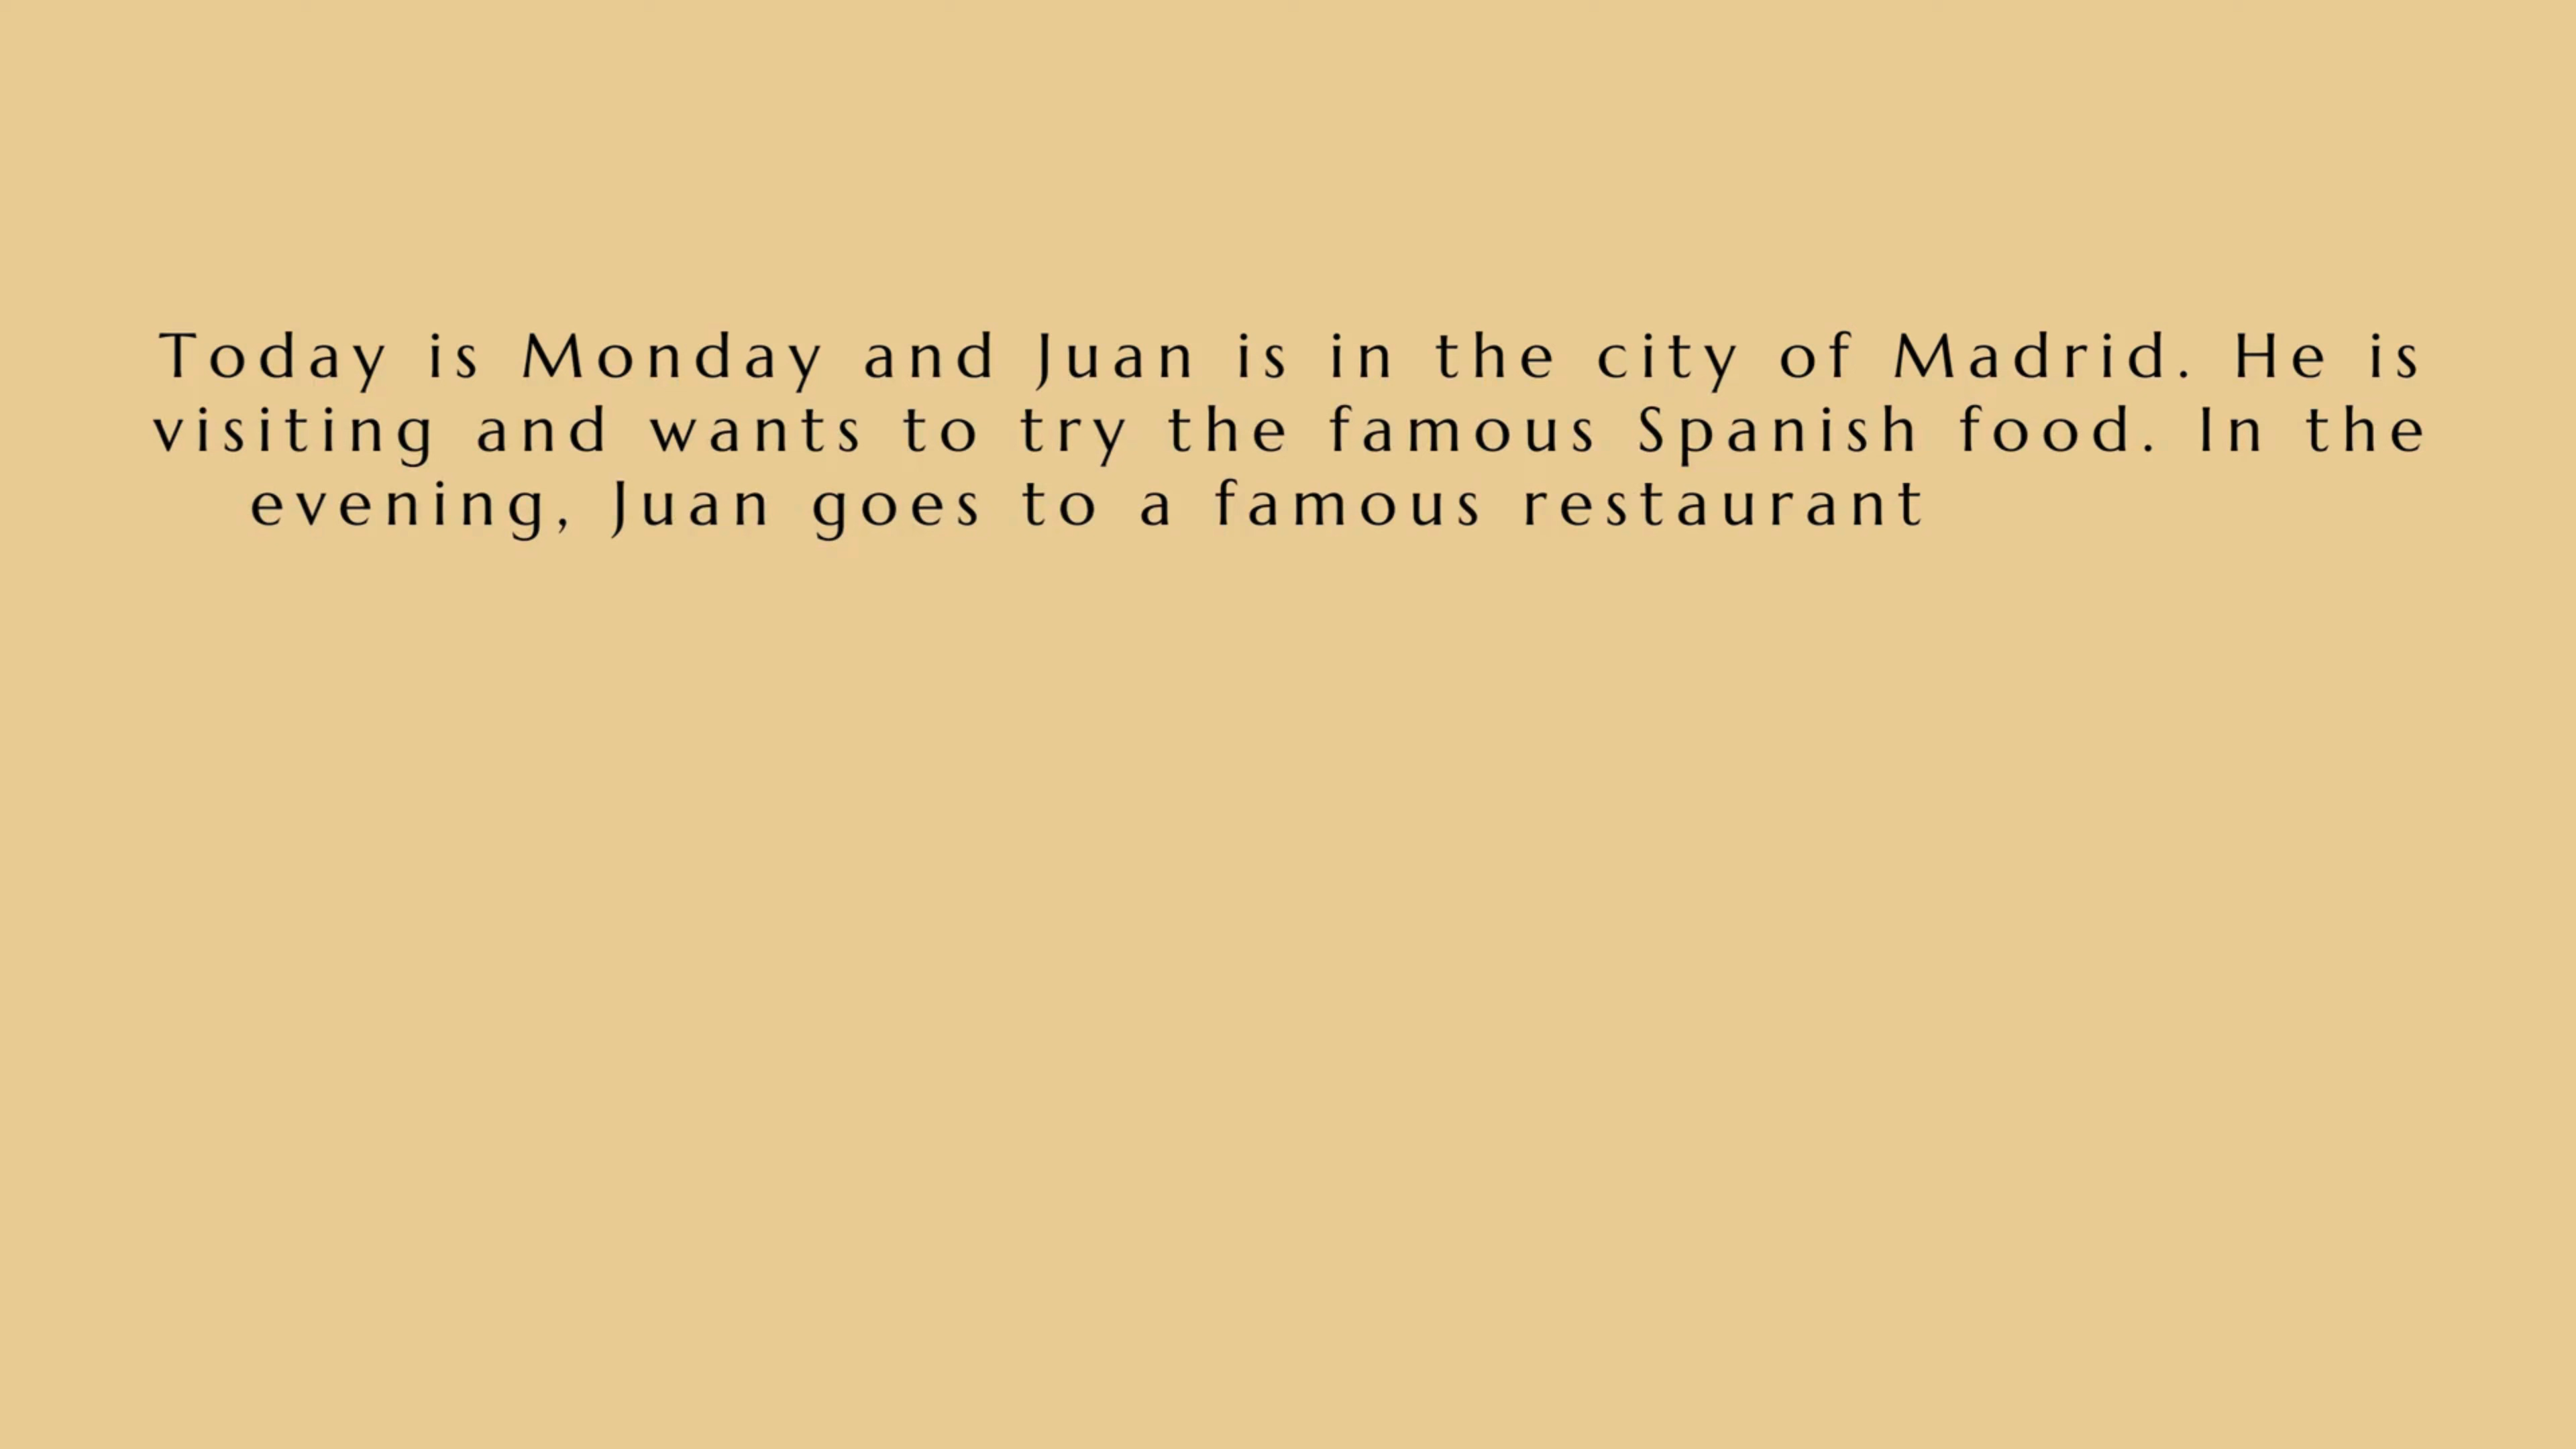 Today is Monday and Juan is in the city of Madrid. He is
visiting and wants to try the famous Spanish food. In the
evening, Juan goes to a famous restaurant